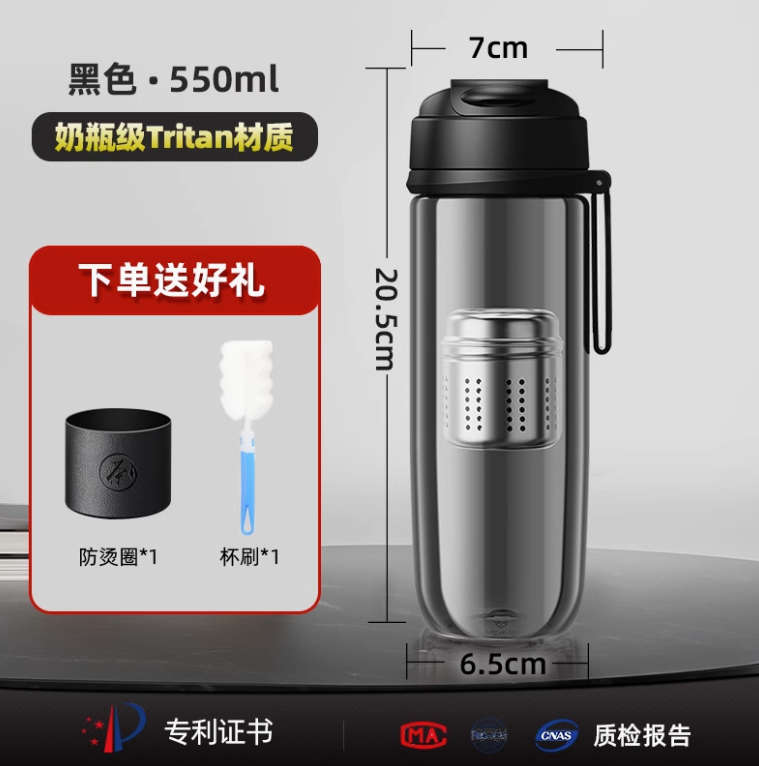 7cm
黑色·550ml
奶瓶级Tritan材质
下单送好礼
20.5cm
防烫圈*1
杯刷*1
6.5cm
专利证书
MA
CNAS
质检报告